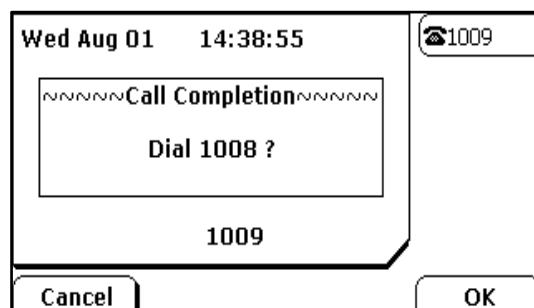 Wed Aug 01 14:38:55
☎1009
~~~~~Call Completion~~~~~
Dial 1008 ?
1009
Cancel OK